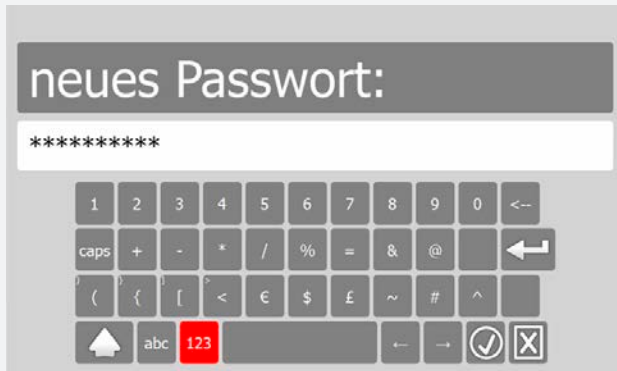 neues Passwort:
**********
1 2 3 4 5 6 7 8 9 0 <--
caps + - * / % = & @
) } ] >
( { [ < € $ £ ~ # ^
abc 123 ← →